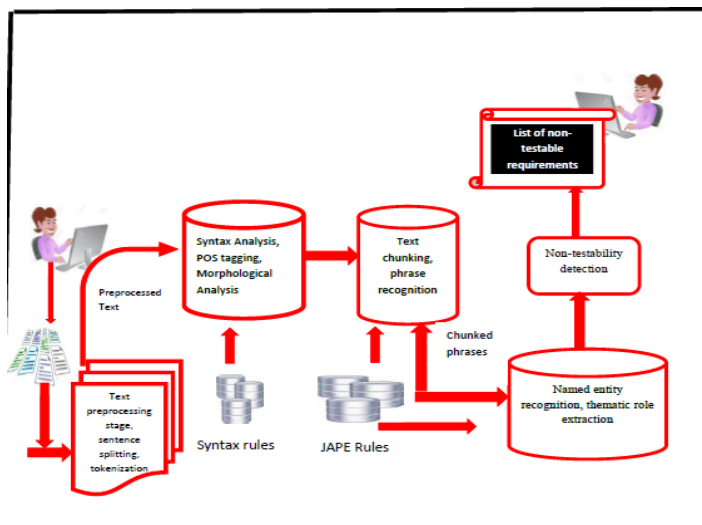 List of non-
testable
requirements
Syntax Analysis,
POS tagging,
Morphological
Analysis
Text
chunking,
phrase
recognition
Non-testability
detection
Preprocessed
Text
Chunked
phrases
Text
preprocessing
stage,
sentence
splitting,
tokenization
Syntax rules
JAPE Rules
Named entity
recognition, thematic role
extraction